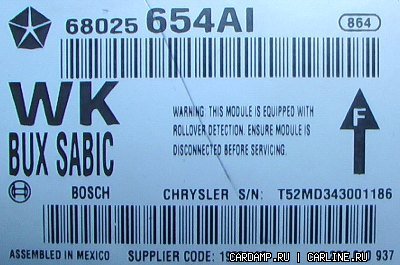 68025 654AI 864
WK
BUX SABIC
WARNING: THIS MODULE IS EQUIPPED WITH
ROLLOVER DETECTION. ENSURE MODULE IS
DISCONNECTED BEFORE SERVICING.
F
BOSCH CHRYSLER S/N: T52MD343001186
ASSEMBLED IN MEXICO SUPPLIER CODE: 19 937
CARDAMP.RU | CARLINE.RU